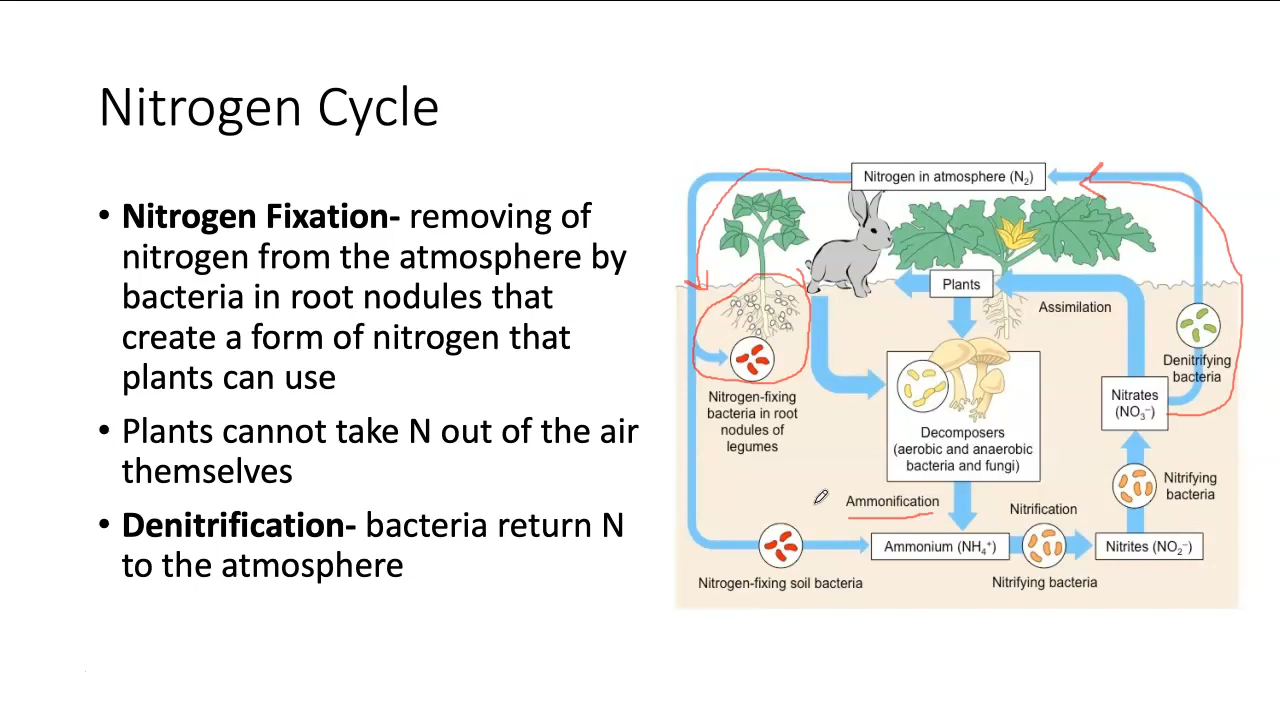 Nitrogen Cycle
• Nitrogen Fixation- removing of
nitrogen from the atmosphere by
bacteria in root nodules that
create a form of nitrogen that
plants can use
• Plants cannot take N out of the air
themselves
• Denitrification- bacteria return N
to the atmosphere
Nitrogen in atmosphere (N₂)
Plants
Assimilation
Denitrifying
bacteria
Nitrates
(NO₃⁻)
Nitrogen-fixing
bacteria in root
nodules of
legumes
Decomposers
(aerobic and anaerobic
bacteria and fungi)
Nitrifying
bacteria
Ammonification
Nitrification
Ammonium (NH₄⁺)
Nitrites (NO₂⁻)
Nitrogen-fixing soil bacteria
Nitrifying bacteria